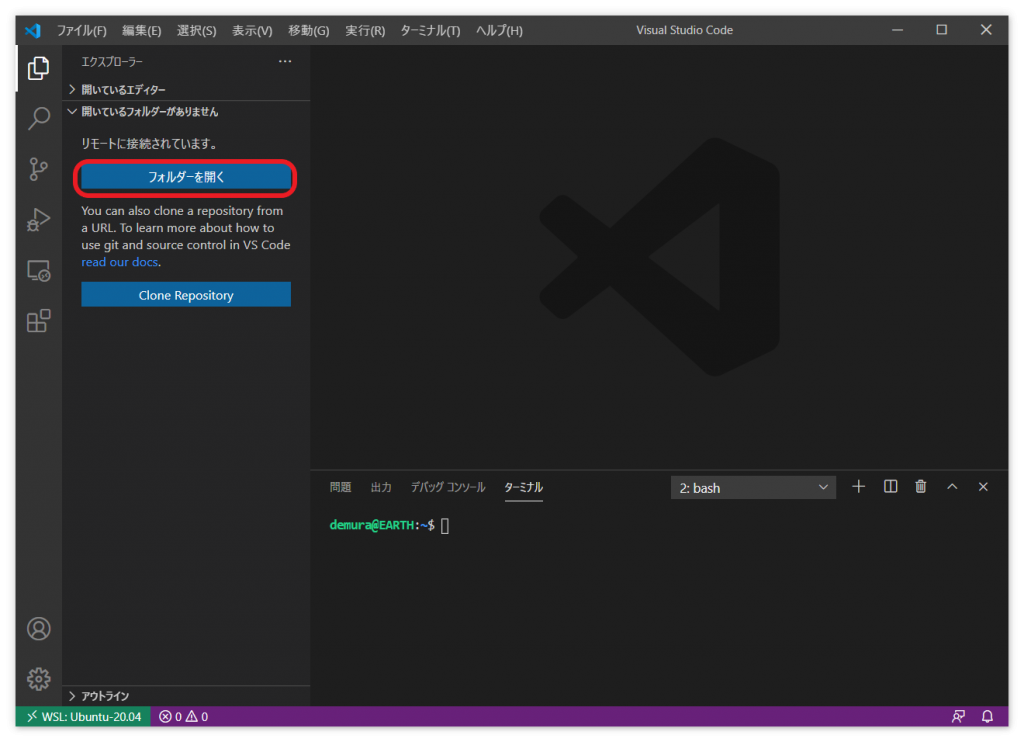 ファイル(F) 編集(E) 選択(S) 表示(V) 移動(G) 実行(R) ターミナル(T) ヘルプ(H) Visual Studio Code
エクスプローラー
開いているエディター
開いているフォルダーがありません
リモートに接続されています。
フォルダーを開く
You can also clone a repository from
a URL. To learn more about how to
use git and source control in VS Code
read our docs.
Clone Repository
問題 出力 デバッグ コンソール ターミナル 2: bash
demura@EARTH:~$
アウトライン
WSL: Ubuntu-20.04 0 0